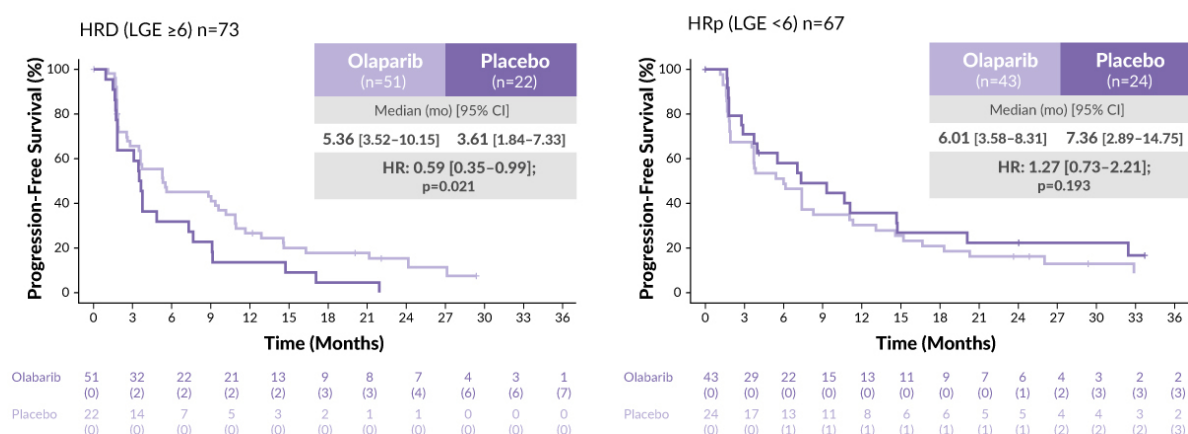 HRD (LGE ≥6) n=73
Olaparib Placebo
(n=51) (n=22)
Median (mo) [95% CI]
5.36 [3.52–10.15] 3.61 [1.84–7.33]
HR: 0.59 [0.35–0.99];
p=0.021
Progression-Free Survival (%)
100
80
60
40
20
0
0 3 6 9 12 15 18 21 24 27 30 33 36
Time (Months)
Olabarib 51 32 22 21 13 9 8 7 4 3 1
(0) (2) (2) (2) (2) (3) (3) (4) (6) (6) (7)
Placebo 22 14 7 5 3 2 1 1 0 0 0
(0) (0) (0) (0) (0) (0) (0) (0) (0) (0) (0)
HRp (LGE <6) n=67
Olaparib Placebo
(n=43) (n=24)
Median (mo) [95% CI]
6.01 [3.58–8.31] 7.36 [2.89–14.75]
HR: 1.27 [0.73–2.21];
p=0.193
Progression-Free Survival (%)
100
80
60
40
20
0
0 3 6 9 12 15 18 21 24 27 30 33 36
Time (Months)
Olabarib 43 29 22 15 13 11 9 7 6 4 3 2 2
(0) (0) (0) (0) (0) (0) (0) (0) (1) (2) (3) (3) (3)
Placebo 24 17 13 11 8 6 6 5 5 4 4 3 2
(0) (0) (1) (1) (1) (1) (1) (1) (1) (2) (2) (2) (3)